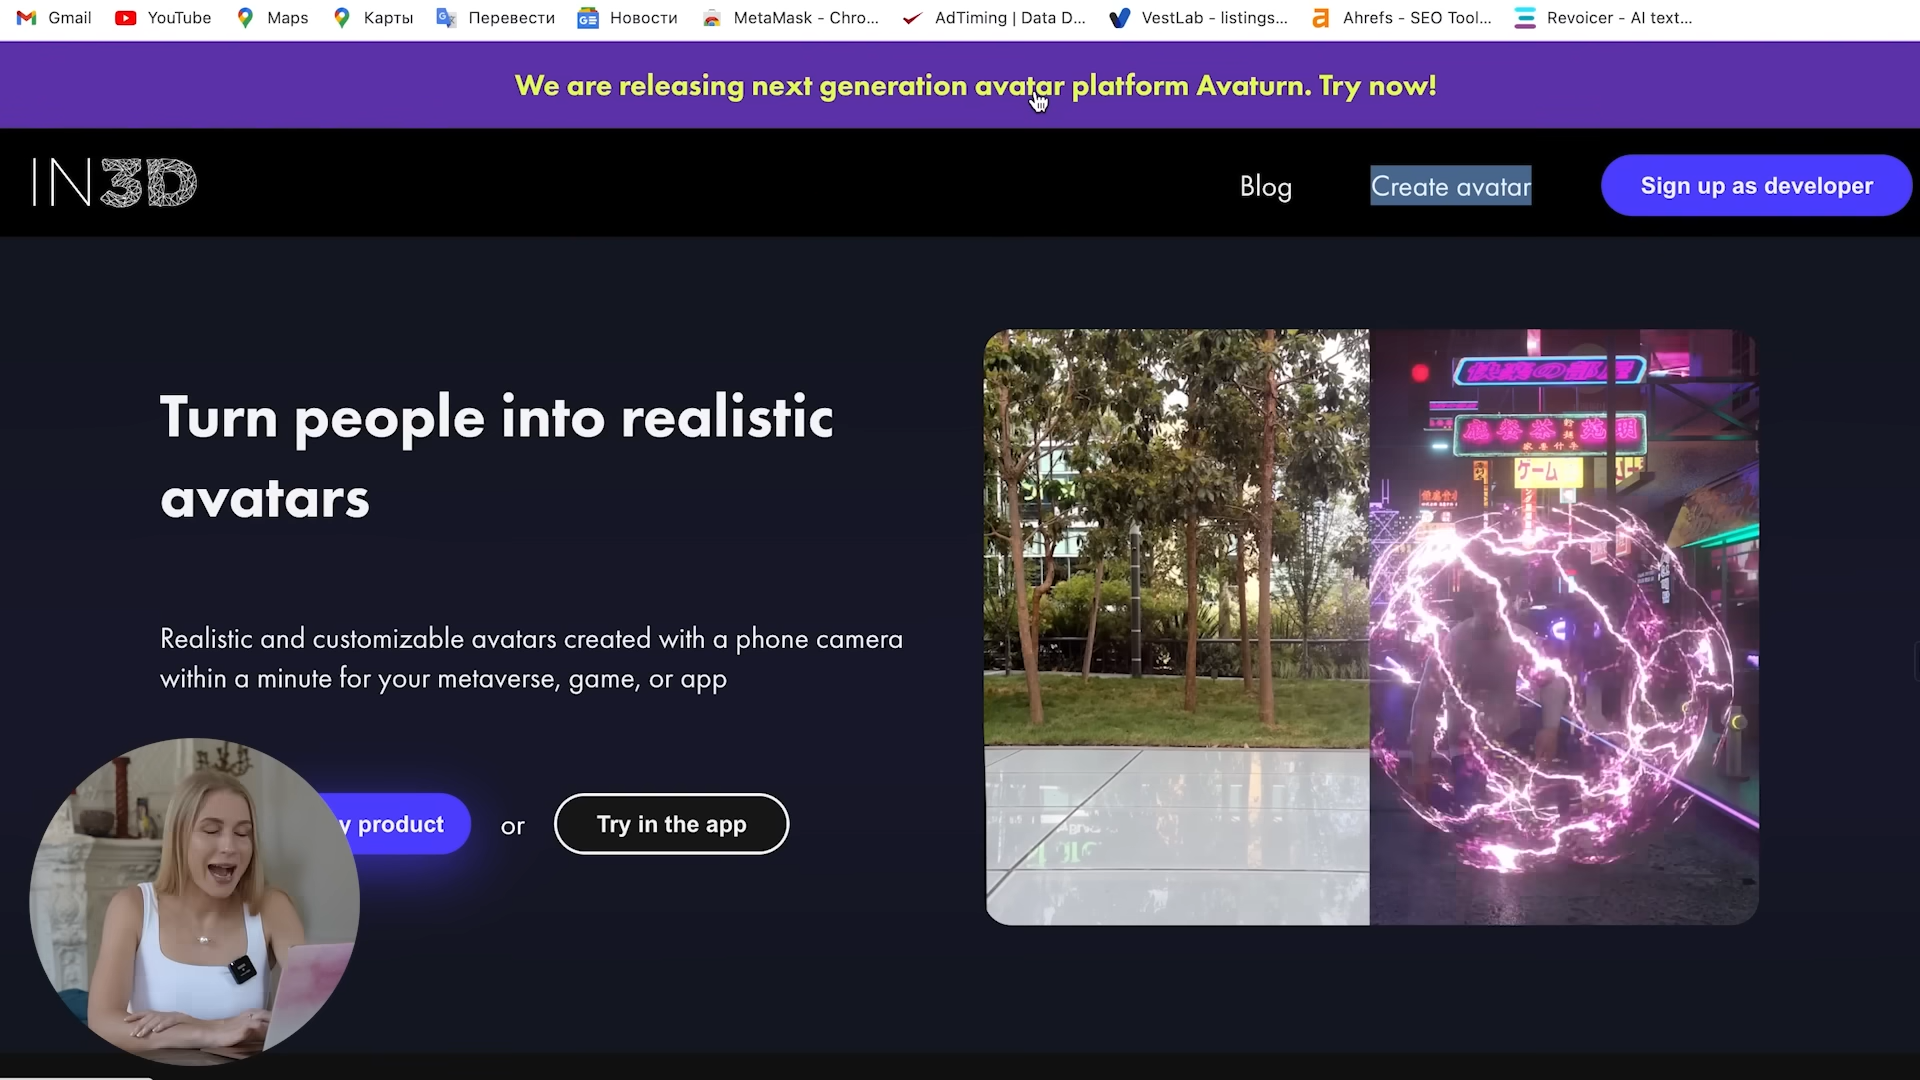 Gmail
YouTube
Maps
Карты
Перевести
Новости
MetaMask - Chro...
AdTiming | Data D...
VestLab - listings...
Ahrefs - SEO Tool...
Revoicer - AI text...
We are releasing next generation avatar platform Avaturn. Try now!
IN3D
Blog
Create avatar
Sign up as developer
Turn people into realistic
avatars
Realistic and customizable avatars created with a phone camera
within a minute for your metaverse, game, or app
y product
or
Try in the app
ゲーム